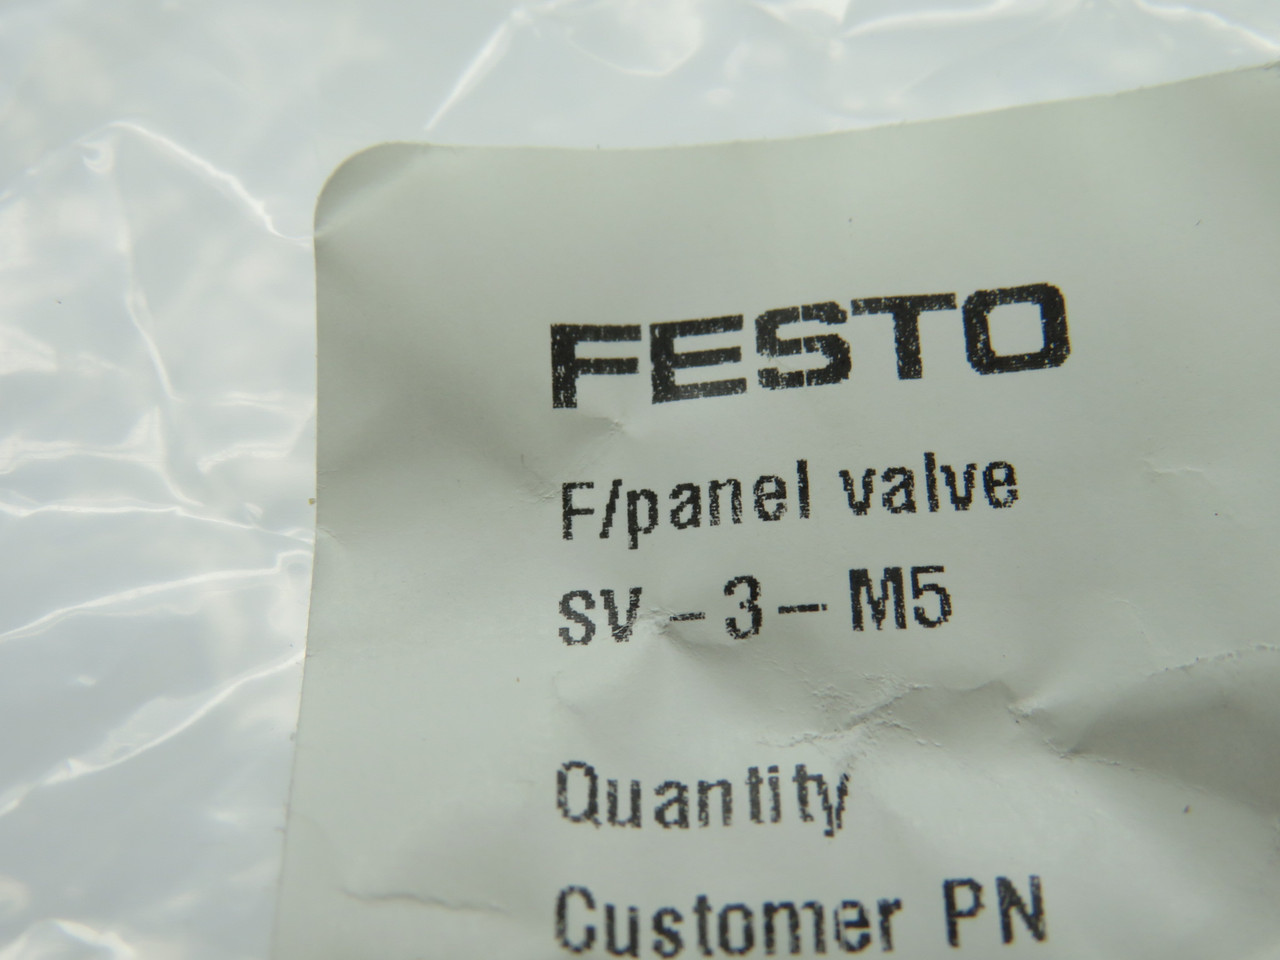 FESTO
F/panel valve
SV-3-M5
Quantity
Customer PN